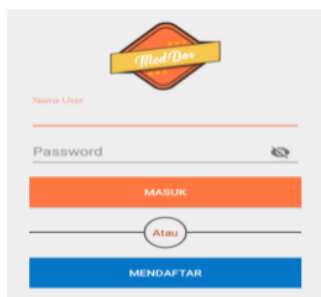 MedDoc
Nama User
Password
MASUK
Atau
MENDAFTAR